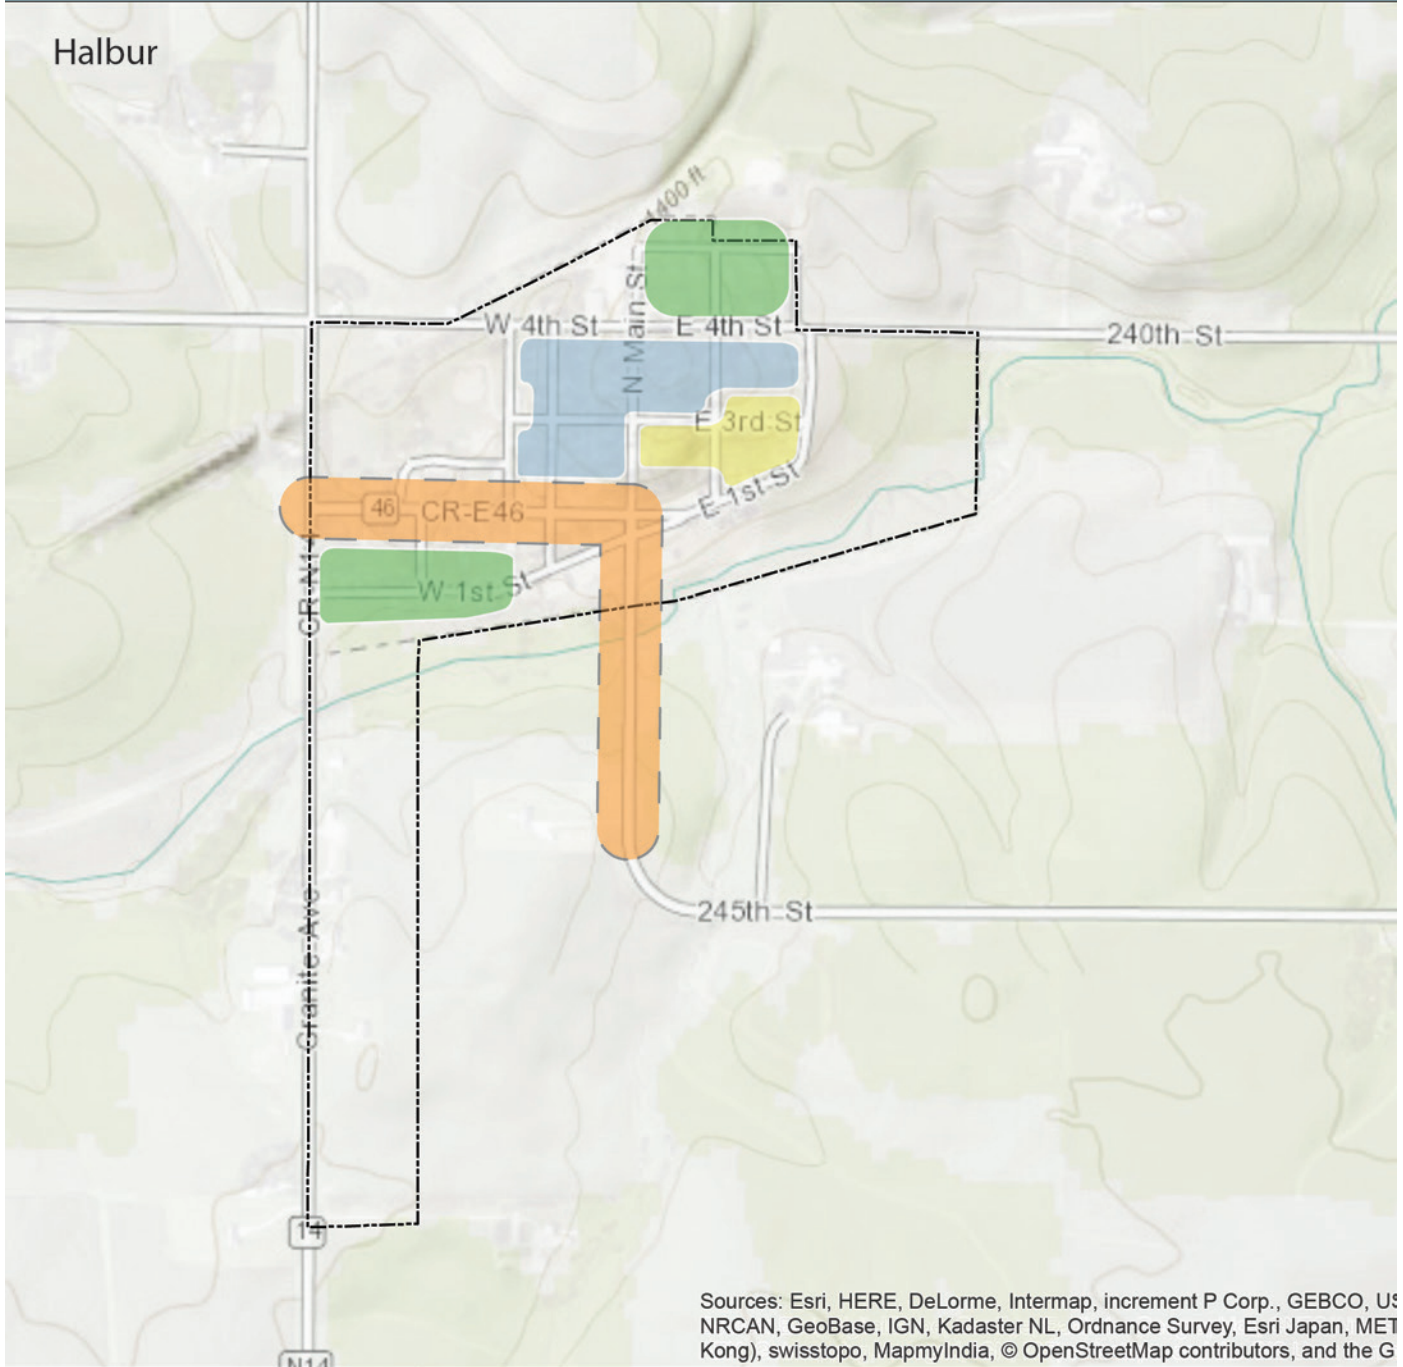 Halbur
1400 ft
N Main St
W 4th St
E 4th St
240th St
E 3rd St
E 1st St
46
CR-E46
CR-N14
W 1st St
245th St
Granite Ave
14
Sources: Esri, HERE, DeLorme, Intermap, increment P Corp., GEBCO, US
NRCAN, GeoBase, IGN, Kadaster NL, Ordnance Survey, Esri Japan, MET
Kong), swisstopo, MapmyIndia, © OpenStreetMap contributors, and the G
N14